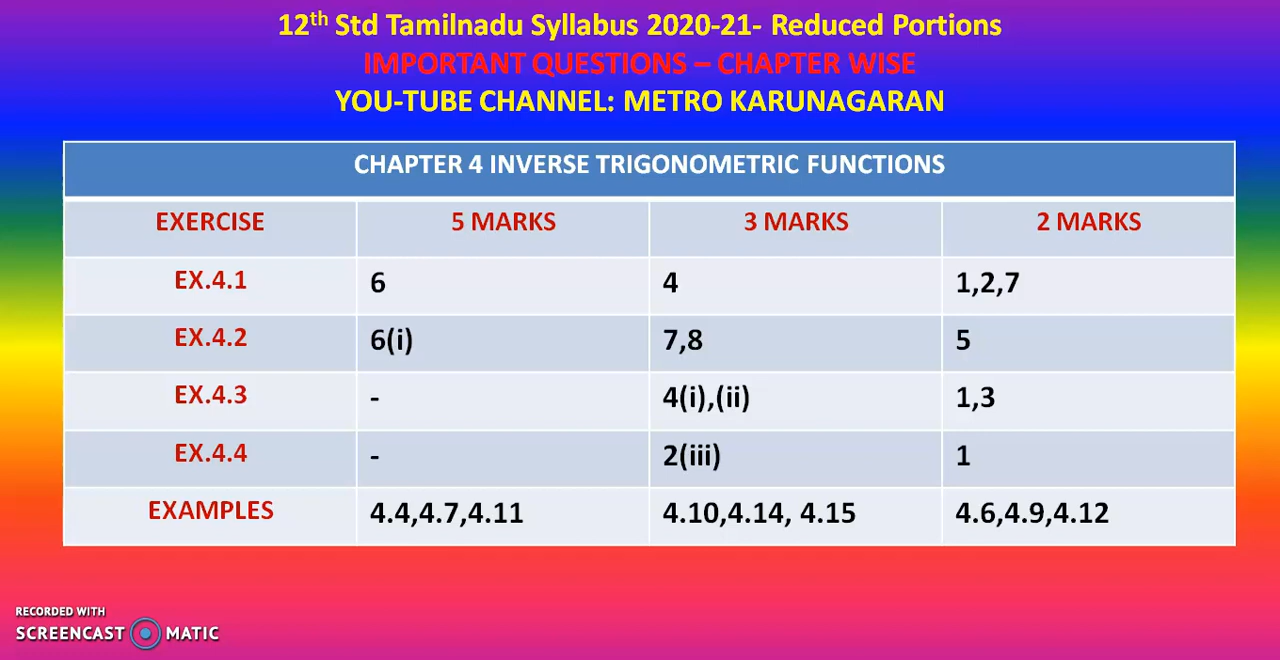 12th Std Tamilnadu Syllabus 2020-21- Reduced Portions
IMPORTANT QUESTIONS – CHAPTER WISE
YOU-TUBE CHANNEL: METRO KARUNAGARAN
CHAPTER 4 INVERSE TRIGONOMETRIC FUNCTIONS
EXERCISE 5 MARKS 3 MARKS 2 MARKS
EX.4.1 6 4 1,2,7
EX.4.2 6(i) 7,8 5
EX.4.3 - 4(i),(ii) 1,3
EX.4.4 - 2(iii) 1
EXAMPLES 4.4,4.7,4.11 4.10,4.14, 4.15 4.6,4.9,4.12
RECORDED WITH
SCREENCAST MATIC